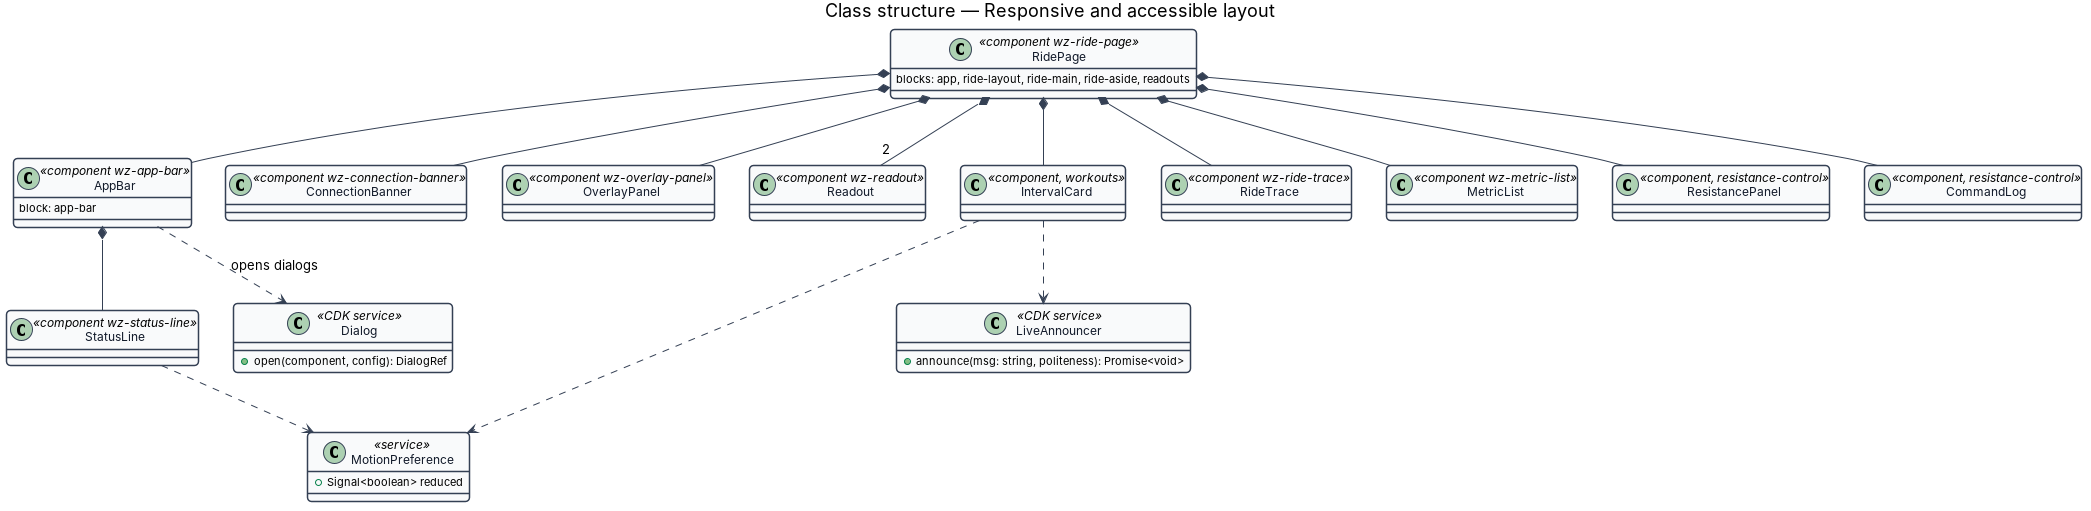 Class structure — Responsive and accessible layout
C
«component wz-ride-page»
RidePage
blocks: app, ride-layout, ride-main, ride-aside, readouts
2
C
«component wz-app-bar»
AppBar
block: app-bar
C
«component wz-connection-banner»
ConnectionBanner
C
«component wz-overlay-panel»
OverlayPanel
C
«component wz-readout»
Readout
C
«component, workouts»
IntervalCard
C
«component wz-ride-trace»
RideTrace
C
«component wz-metric-list»
MetricList
C
«component, resistance-control»
ResistancePanel
C
«component, resistance-control»
CommandLog
opens dialogs
C
«component wz-status-line»
StatusLine
C
«CDK service»
Dialog
open(component, config): DialogRef
C
«CDK service»
LiveAnnouncer
announce(msg: string, politeness): Promise<void>
C
«service»
MotionPreference
Signal<boolean> reduced